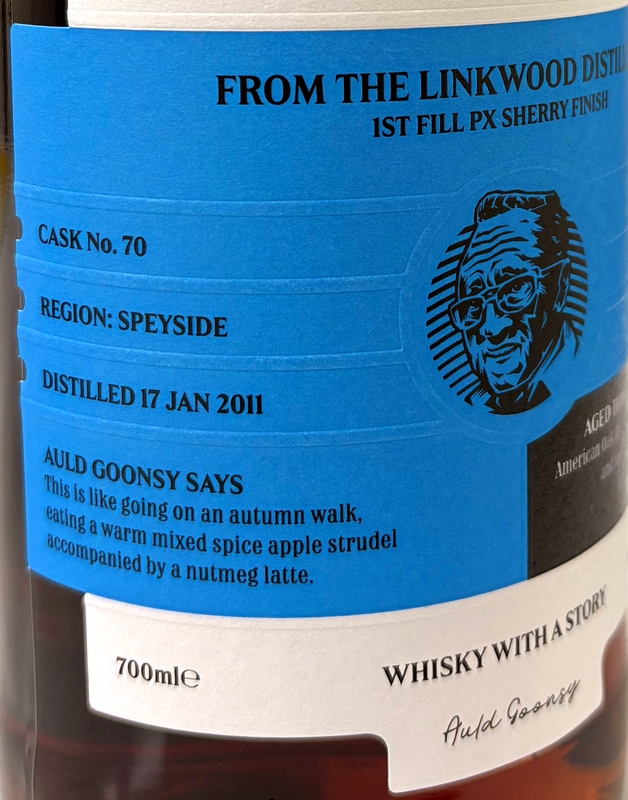 FROM THE LINKWOOD
1ST FILL PX SHERRY FINISH
CASK No. 70
REGION: SPEYSIDE
DISTILLED 17 JAN 2011
AULD GOONSY SAYS
This is like going on an autumn walk,
eating a warm mixed spice apple strudel
accompanied by a nutmeg latte.
AGED
American Oak
700ml℮
WHISKY WITH A STORY
Auld Goonsy